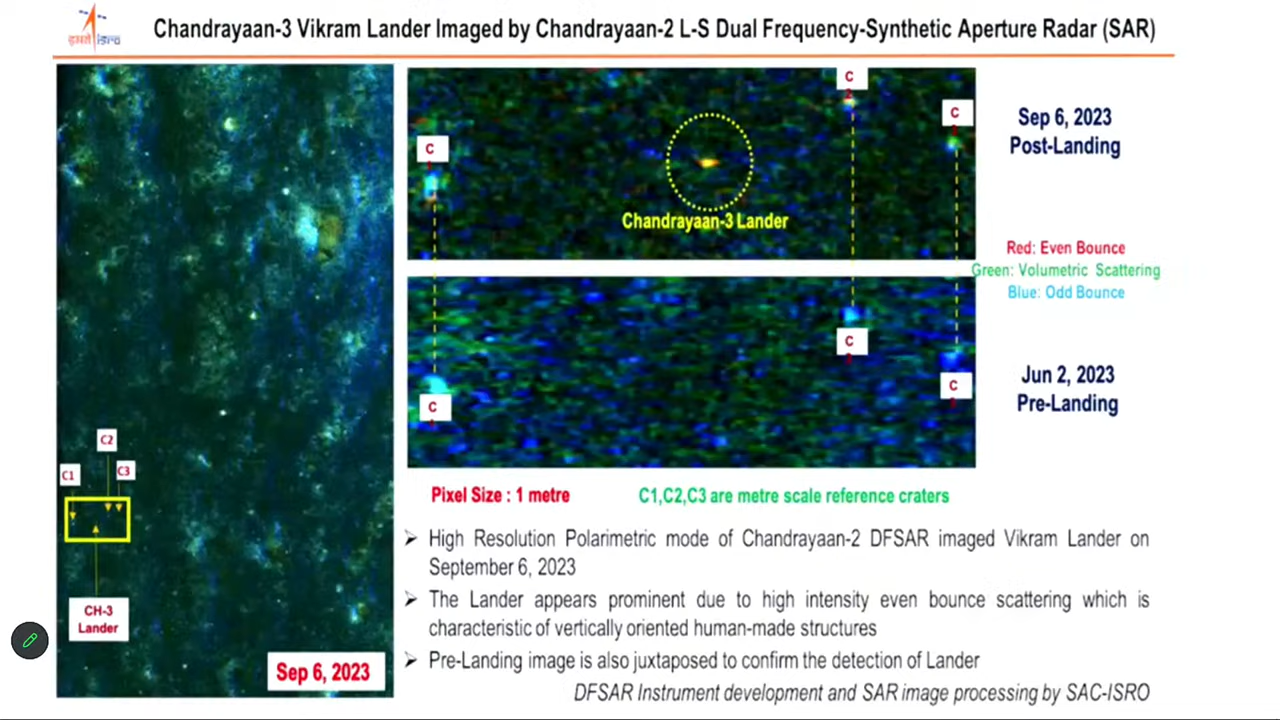 इसरो isro
Chandrayaan-3 Vikram Lander Imaged by Chandrayaan-2 L-S Dual Frequency-Synthetic Aperture Radar (SAR)
C2
C1
C3
CH-3
Lander
Sep 6, 2023
C
C
C
Chandrayaan-3 Lander
Sep 6, 2023
Post-Landing
Red: Even Bounce
Green: Volumetric Scattering
Blue: Odd Bounce
C
C
C
Jun 2, 2023
Pre-Landing
Pixel Size : 1 metre
C1,C2,C3 are metre scale reference craters
➤ High Resolution Polarimetric mode of Chandrayaan-2 DFSAR imaged Vikram Lander on
September 6, 2023
➤ The Lander appears prominent due to high intensity even bounce scattering which is
characteristic of vertically oriented human-made structures
➤ Pre-Landing image is also juxtaposed to confirm the detection of Lander
DFSAR Instrument development and SAR image processing by SAC-ISRO